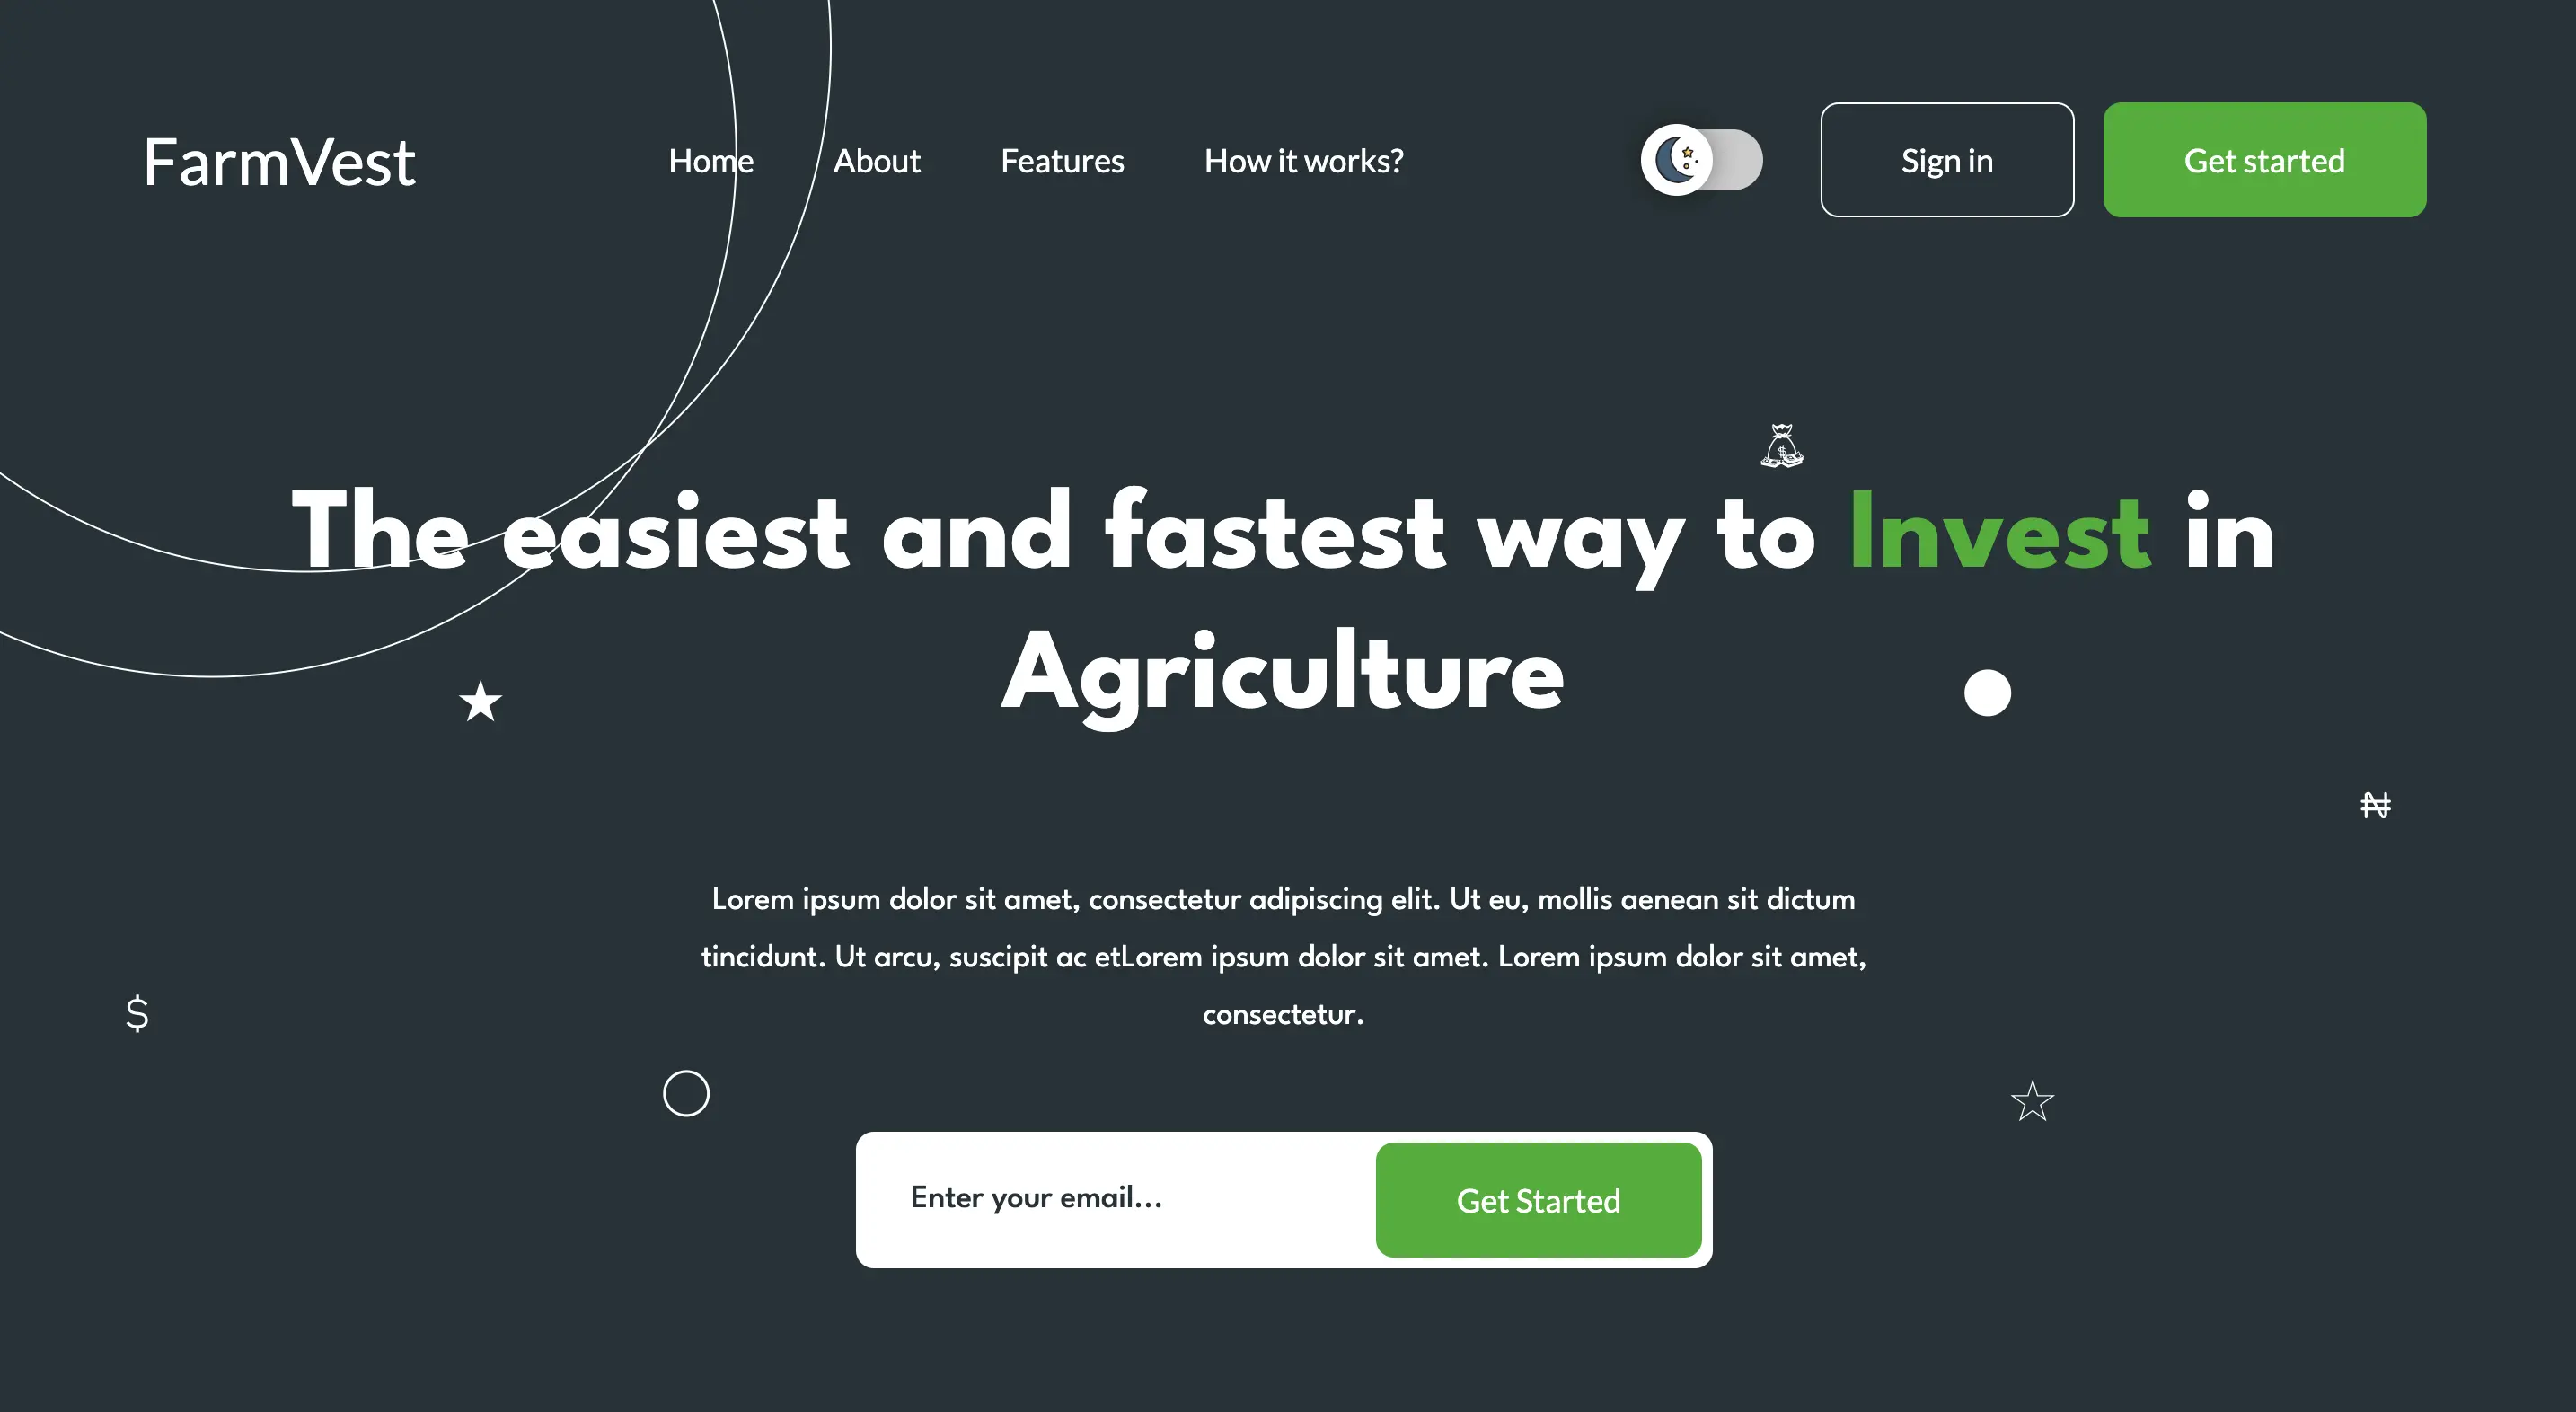 FarmVest
Home About Features How it works?
Sign in
Get started
The easiest and fastest way to Invest in
Agriculture
₦
Lorem ipsum dolor sit amet, consectetur adipiscing elit. Ut eu, mollis aenean sit dictum
tincidunt. Ut arcu, suscipit ac etLorem ipsum dolor sit amet. Lorem ipsum dolor sit amet,
consectetur.
$
Enter your email...
Get Started